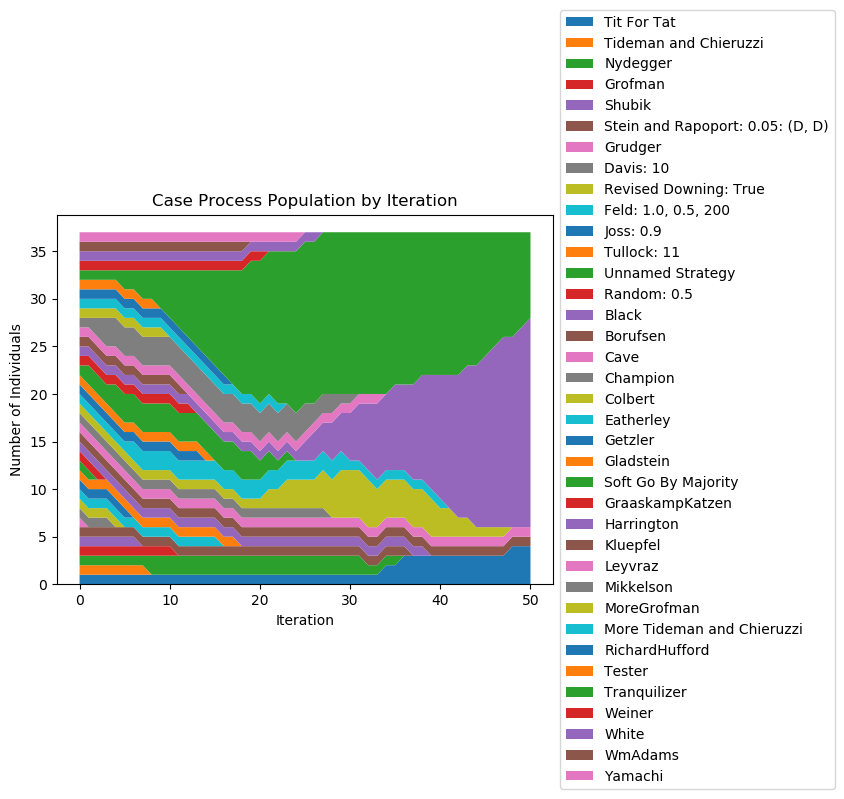 Case Process Population by Iteration
Number of Individuals
35
30
25
20
15
10
5
0
0 10 20 30 40 50
Iteration
Tit For Tat
Tideman and Chieruzzi
Nydegger
Grofman
Shubik
Stein and Rapoport: 0.05: (D, D)
Grudger
Davis: 10
Revised Downing: True
Feld: 1.0, 0.5, 200
Joss: 0.9
Tullock: 11
Unnamed Strategy
Random: 0.5
Black
Borufsen
Cave
Champion
Colbert
Eatherley
Getzler
Gladstein
Soft Go By Majority
GraaskampKatzen
Harrington
Kluepfel
Leyvraz
Mikkelson
MoreGrofman
More Tideman and Chieruzzi
RichardHufford
Tester
Tranquilizer
Weiner
White
WmAdams
Yamachi